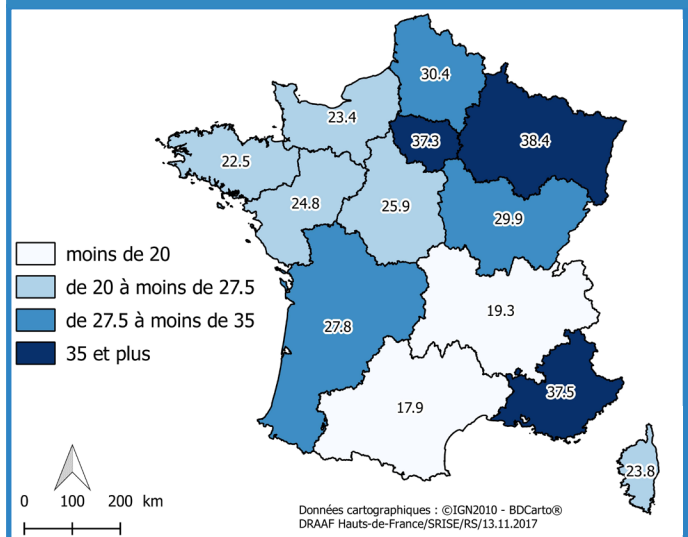 30.4
23.4
37.3
38.4
22.5
24.8
25.9
29.9
moins de 20
de 20 à moins de 27.5
de 27.5 à moins de 35
35 et plus
19.3
27.8
37.5
17.9
23.8
0 100 200 km
Données cartographiques : ©IGN2010 - BDCarto®
DRAAF Hauts-de-France/SRISE/RS/13.11.2017